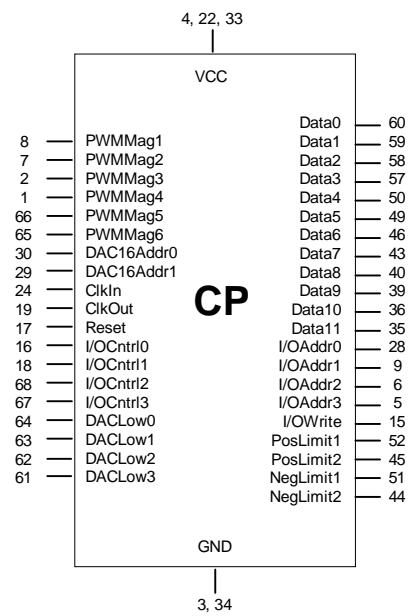 4, 22, 33
VCC
8 PWMMag1
7 PWMMag2
2 PWMMag3
1 PWMMag4
66 PWMMag5
65 PWMMag6
30 DAC16Addr0
29 DAC16Addr1
24 ClkIn
19 ClkOut
17 Reset
16 I/OCntrl0
18 I/OCntrl1
68 I/OCntrl2
67 I/OCntrl3
64 DACLow0
63 DACLow1
62 DACLow2
61 DACLow3
CP
Data0 60
Data1 59
Data2 58
Data3 57
Data4 50
Data5 49
Data6 46
Data7 43
Data8 40
Data9 39
Data10 36
Data11 35
I/OAddr0 28
I/OAddr1 9
I/OAddr2 6
I/OAddr3 5
I/OWrite 15
PosLimit1 52
PosLimit2 45
NegLimit1 51
NegLimit2 44
GND
3, 34